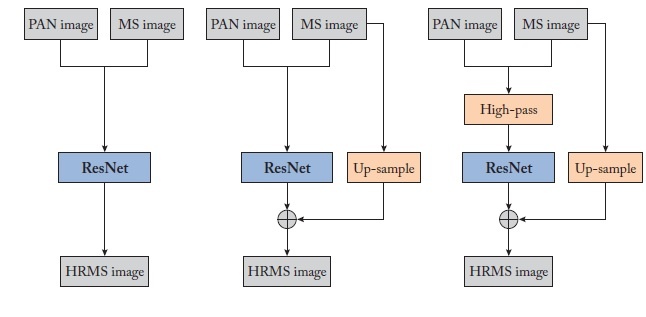 PAN image
MS image
PAN image
MS image
PAN image
MS image
High-pass
ResNet
ResNet
Up-sample
ResNet
Up-sample
HRMS image
HRMS image
HRMS image